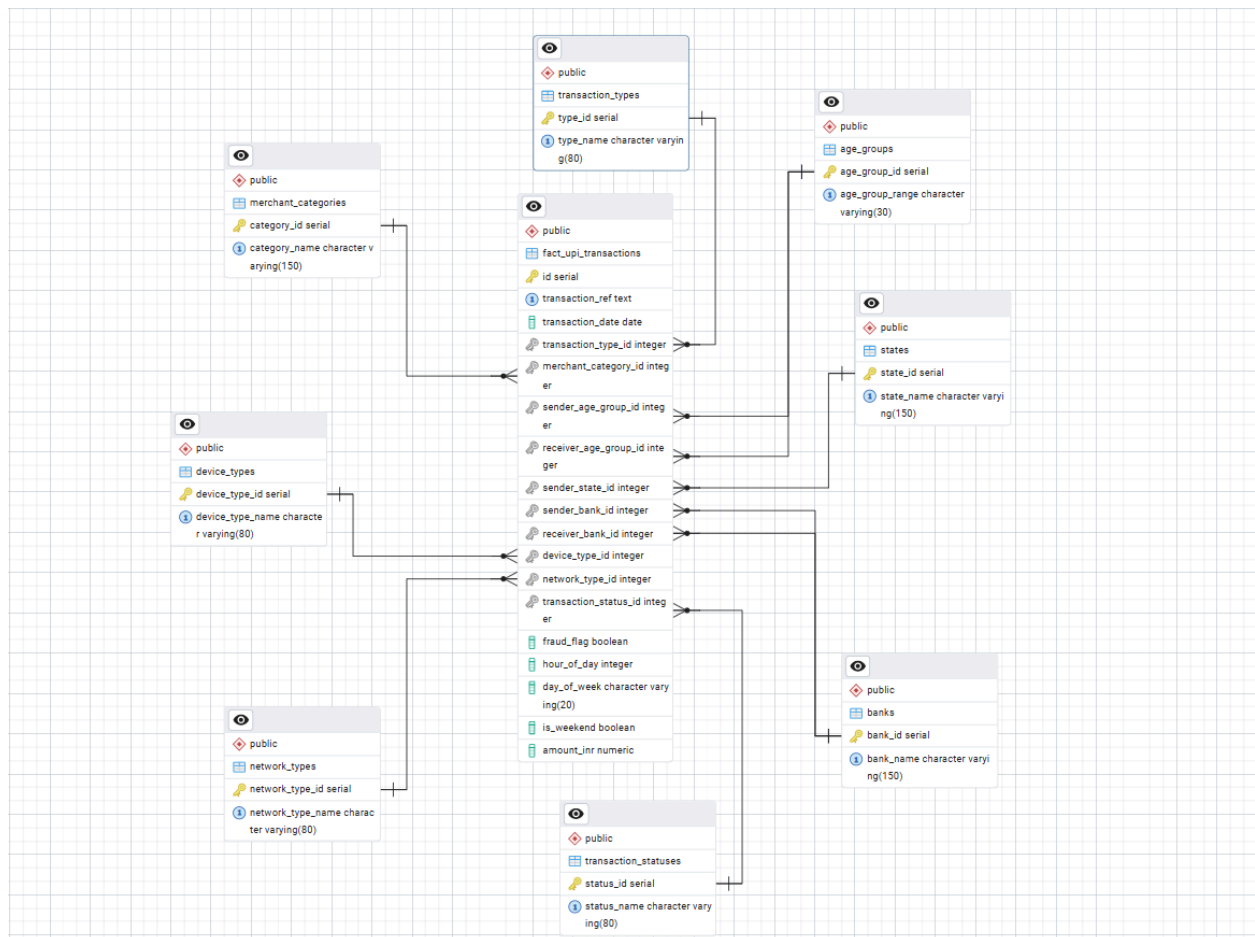 public
transaction_types
type_id serial
type_name character varyin
g(80)
public
age_groups
age_group_id serial
age_group_range character
varying(30)
public
merchant_categories
category_id serial
category_name character v
arying(150)
public
fact_upi_transactions
id serial
transaction_ref text
transaction_date date
transaction_type_id integer
merchant_category_id integ
er
sender_age_group_id integ
er
receiver_age_group_id inte
ger
sender_state_id integer
sender_bank_id integer
receiver_bank_id integer
device_type_id integer
network_type_id integer
transaction_status_id integ
er
fraud_flag boolean
hour_of_day integer
day_of_week character vary
ing(20)
is_weekend boolean
amount_inr numeric
public
states
state_id serial
state_name character varyi
ng(150)
public
device_types
device_type_id serial
device_type_name characte
r varying(80)
public
banks
bank_id serial
bank_name character varyi
ng(150)
public
network_types
network_type_id serial
network_type_name charac
ter varying(80)
public
transaction_statuses
status_id serial
status_name character vary
ing(80)